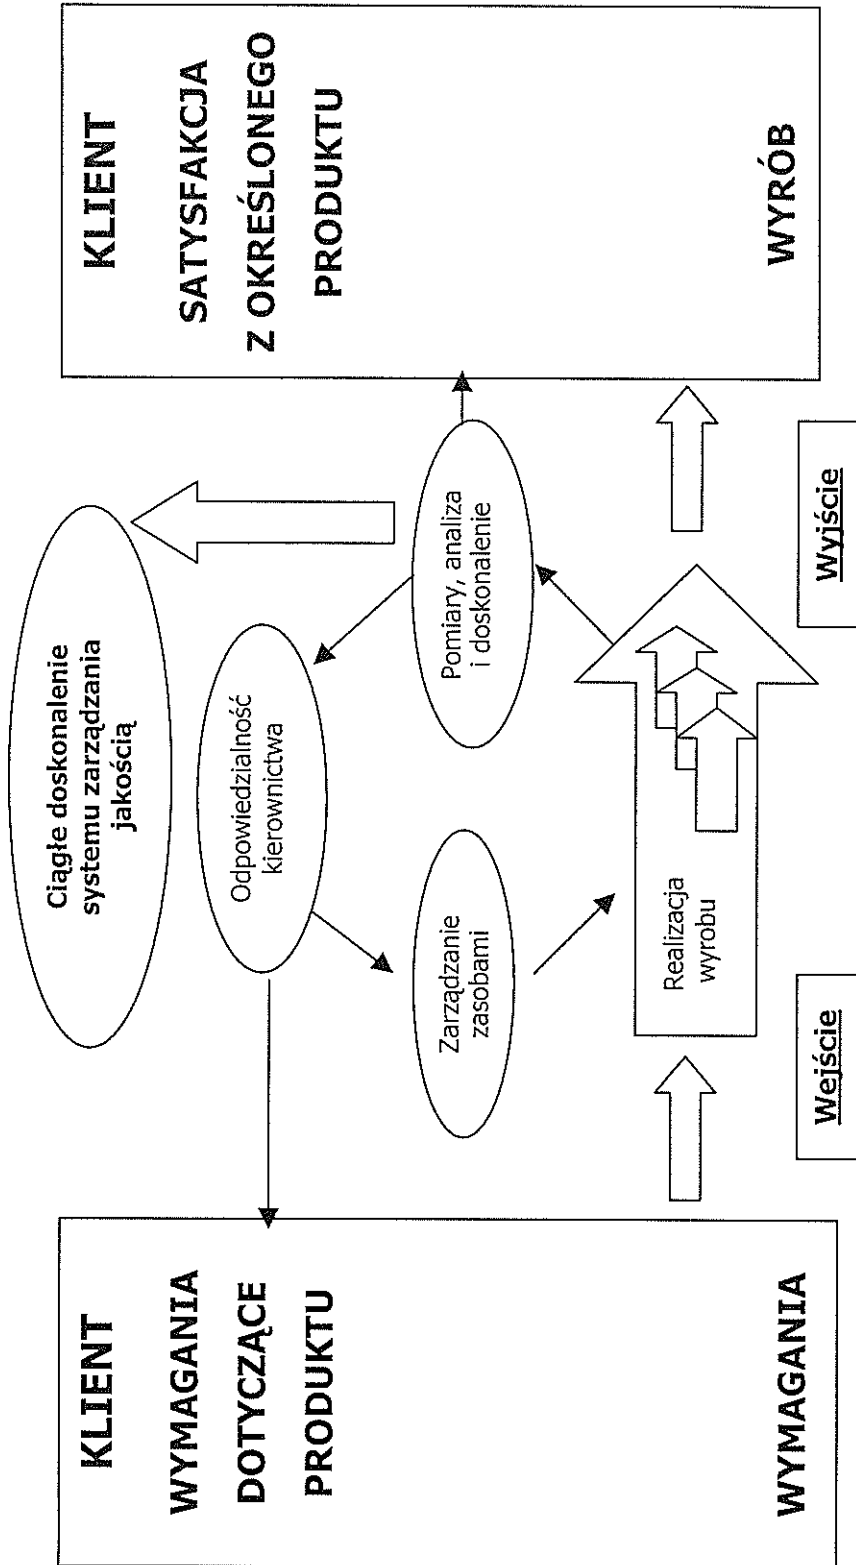 KLIENT
WYMAGANIA
DOTYCZĄCE
PRODUKTU
WYMAGANIA
Ciągłe doskonalenie
systemu zarządzania
jakością
Odpowiedzialność
kierownictwa
Zarządzanie
zasobami
Pomiary, analiza
i doskonalenie
Realizacja
wyrobu
Wejście
Wyjście
KLIENT
SATYSFAKCJA
Z OKREŚLONEGO
PRODUKTU
WYRÓB